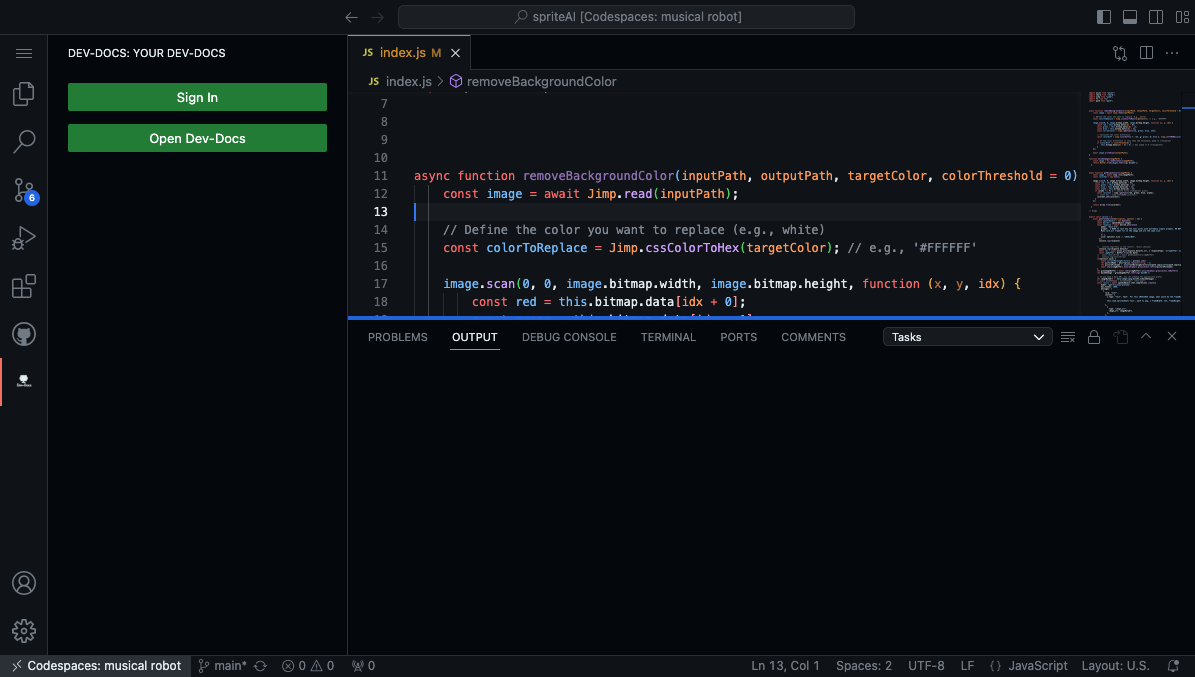 spriteAI [Codespaces: musical robot]
DEV-DOCS: YOUR DEV-DOCS
Sign In
Open Dev-Docs
6
Dev-Docs
JS index.js M
JS index.js > removeBackgroundColor
7
8
9
10
11 async function removeBackgroundColor(inputPath, outputPath, targetColor, colorThreshold = 0)
12 const image = await Jimp.read(inputPath);
13
14 // Define the color you want to replace (e.g., white)
15 const colorToReplace = Jimp.cssColorToHex(targetColor); // e.g., '#FFFFFF'
16
17 image.scan(0, 0, image.bitmap.width, image.bitmap.height, function (x, y, idx) {
18 const red = this.bitmap.data[idx + 0];
PROBLEMS OUTPUT DEBUG CONSOLE TERMINAL PORTS COMMENTS Tasks
Codespaces: musical robot main* 0 0 0 Ln 13, Col 1 Spaces: 2 UTF-8 LF {} JavaScript Layout: U.S.